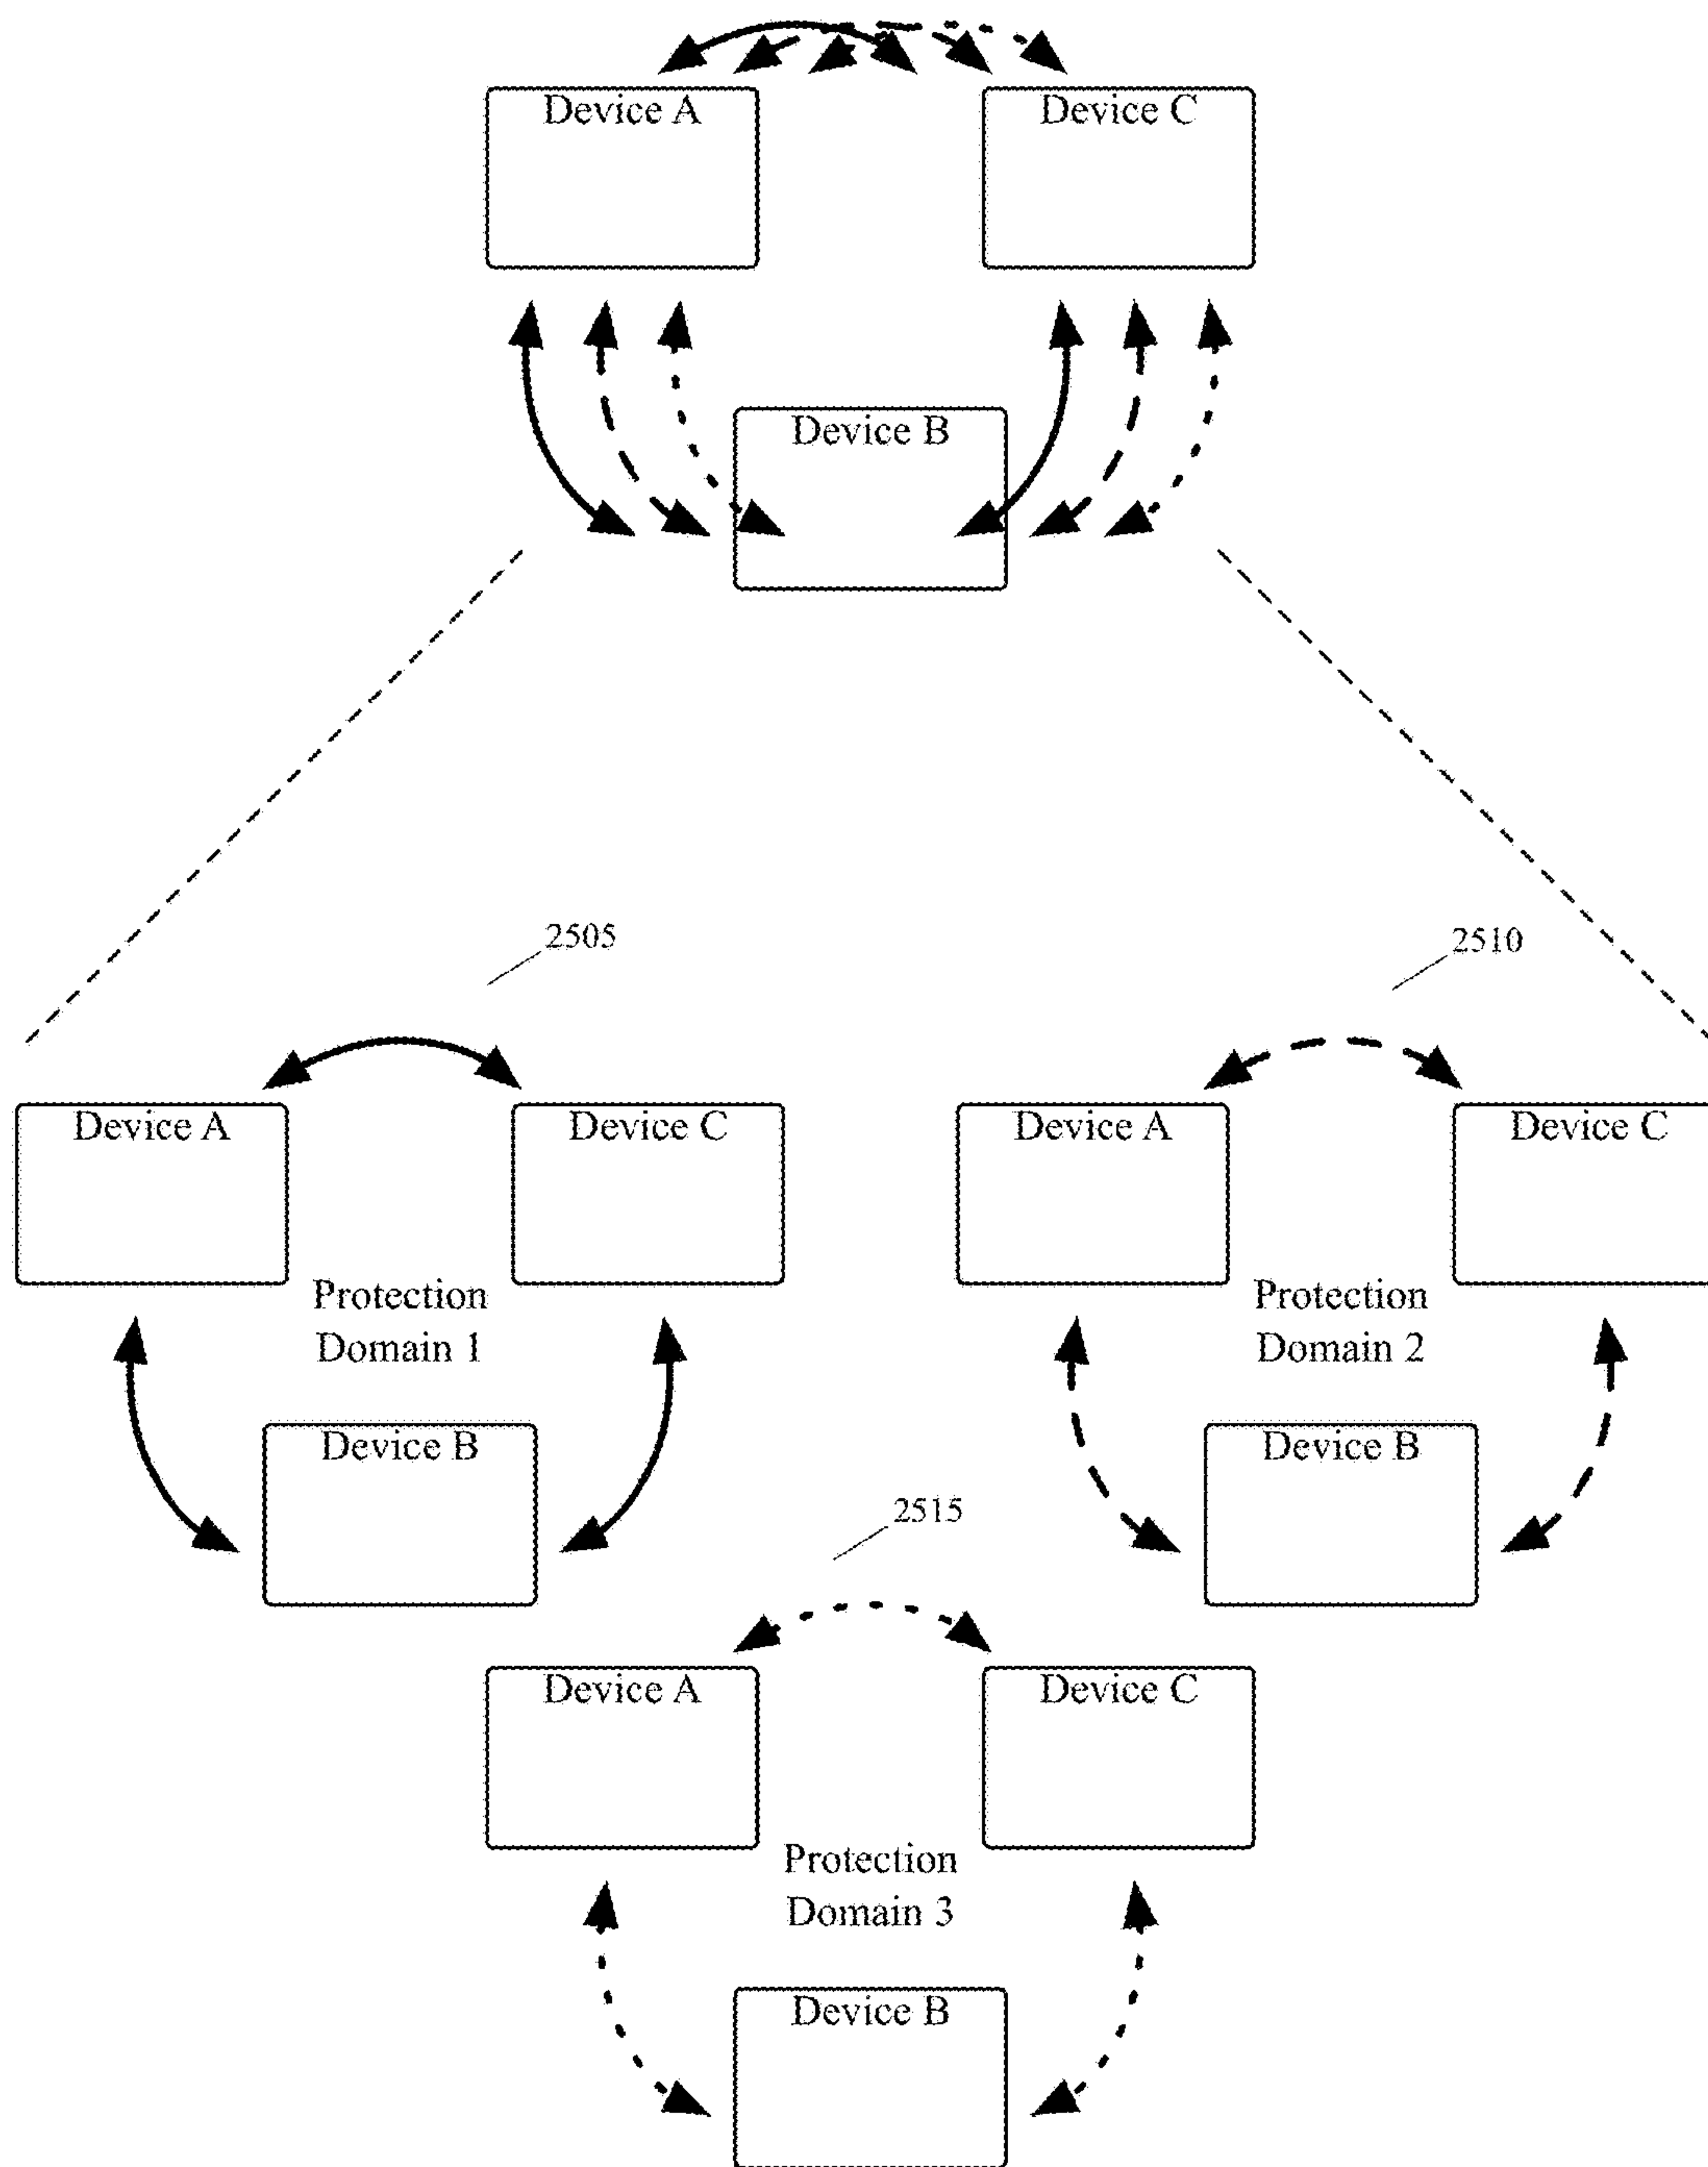 Device A
Device C
Device B
2505
2510
Device A
Device C
Device A
Device C
Protection
Domain 1
Protection
Domain 2
Device B
Device B
2515
Device A
Device C
Protection
Domain 3
Device B